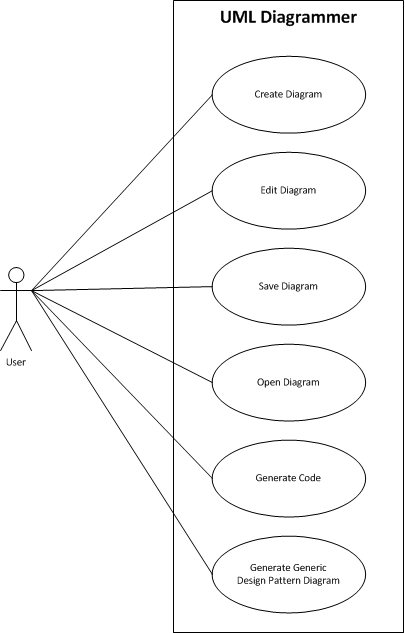 UML Diagrammer
Create Diagram
Edit Diagram
Save Diagram
User
Open Diagram
Generate Code
Generate Generic
Design Pattern Diagram